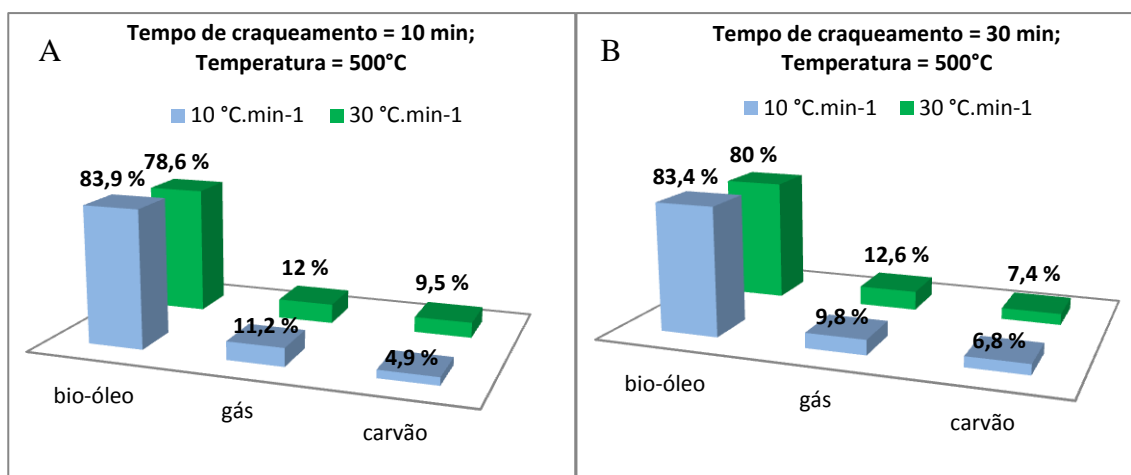 A
Tempo de craqueamento = 10 min;
Temperatura = 500°C
10 °C.min-1 30 °C.min-1
83,9 % 78,6 %
12 % 9,5 %
11,2 % 4,9 %
bio-óleo
gás
carvão
B
Tempo de craqueamento = 30 min;
Temperatura = 500°C
10 °C.min-1 30 °C.min-1
83,4 % 80 %
12,6 % 7,4 %
9,8 % 6,8 %
bio-óleo
gás
carvão